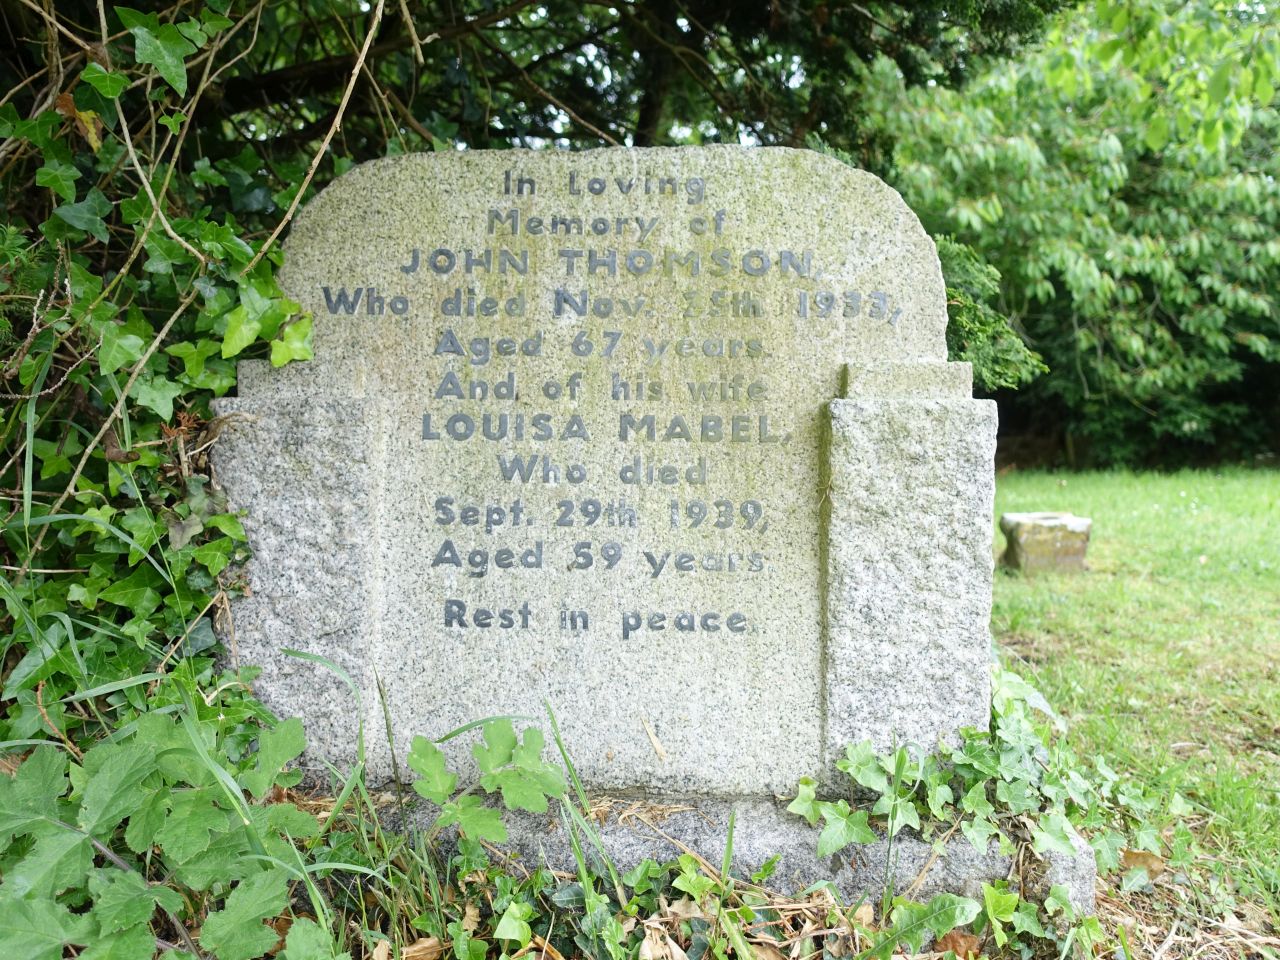 In Loving
Memory of
JOHN THOMSON,
Who died Nov. 25th 1933,
Aged 67 years.
And of his wife
LOUISA MABEL,
Who died
Sept. 29th 1939,
Aged 59 years.
Rest in peace.